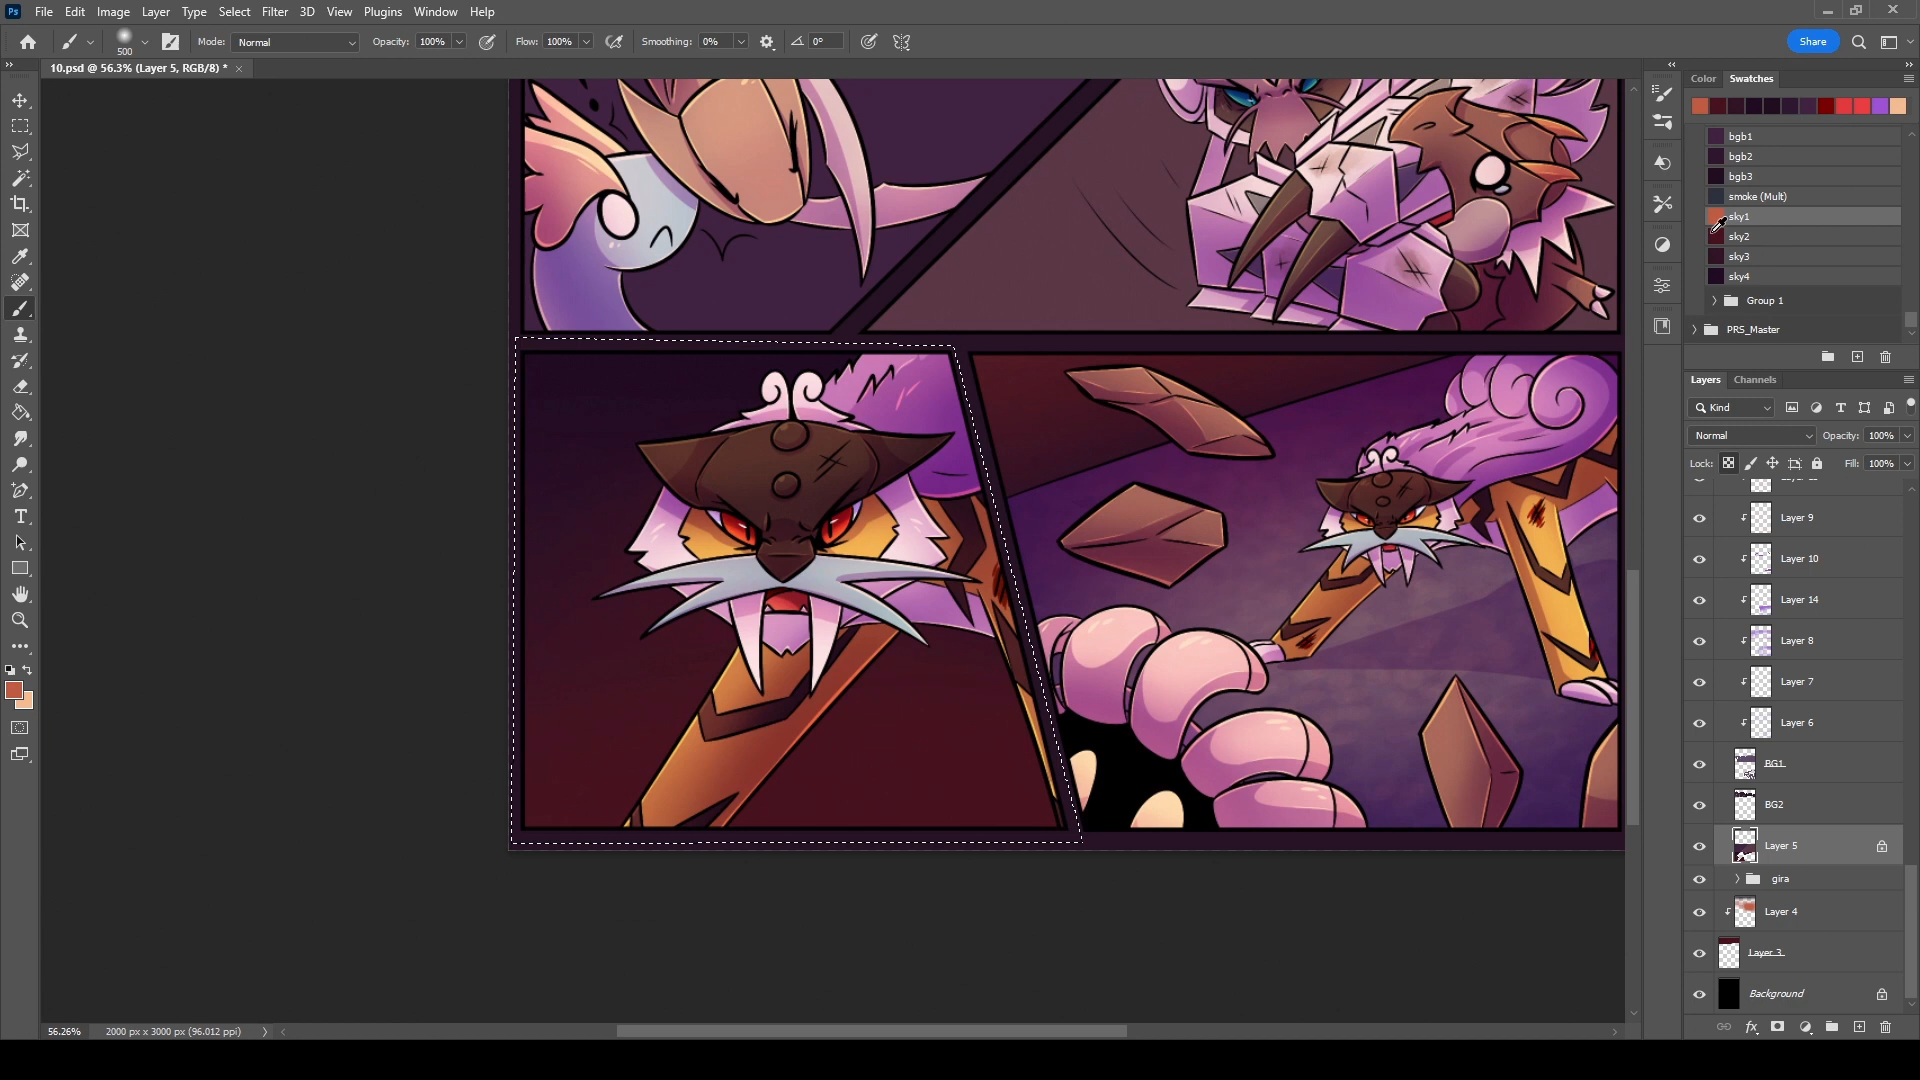 Ps File Edit Image Layer Type Select Filter 3D View Plugins Window Help
500 Mode: Normal Opacity: 100% Flow: 100% Smoothing: 0% 0° Share
10.psd @ 56.3% (Layer 5, RGB/8) * ×
Color Swatches
bgb1
bgb2
bgb3
smoke (Mult)
sky1
sky2
sky3
sky4
Group 1
PRS_Master
Layers Channels
Kind
Normal Opacity: 100%
Lock: Fill: 100%
Layer 9
Layer 10
Layer 14
Layer 8
Layer 7
Layer 6
BG1
BG2
Layer 5
gira
Layer 4
Layer 3
Background
fx
56.26% 2000 px x 3000 px (96.012 ppi)